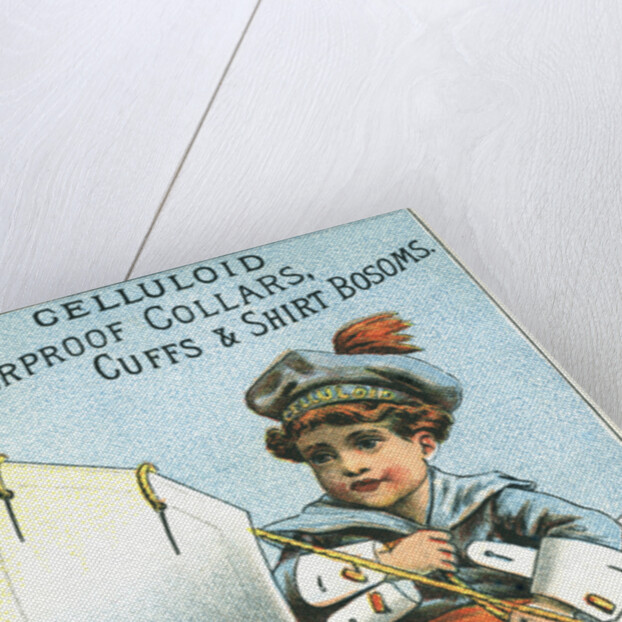 CELLULOID
RPROOF COLLARS,
CUFFS & SHIRT BOSOMS.
CELLULOID